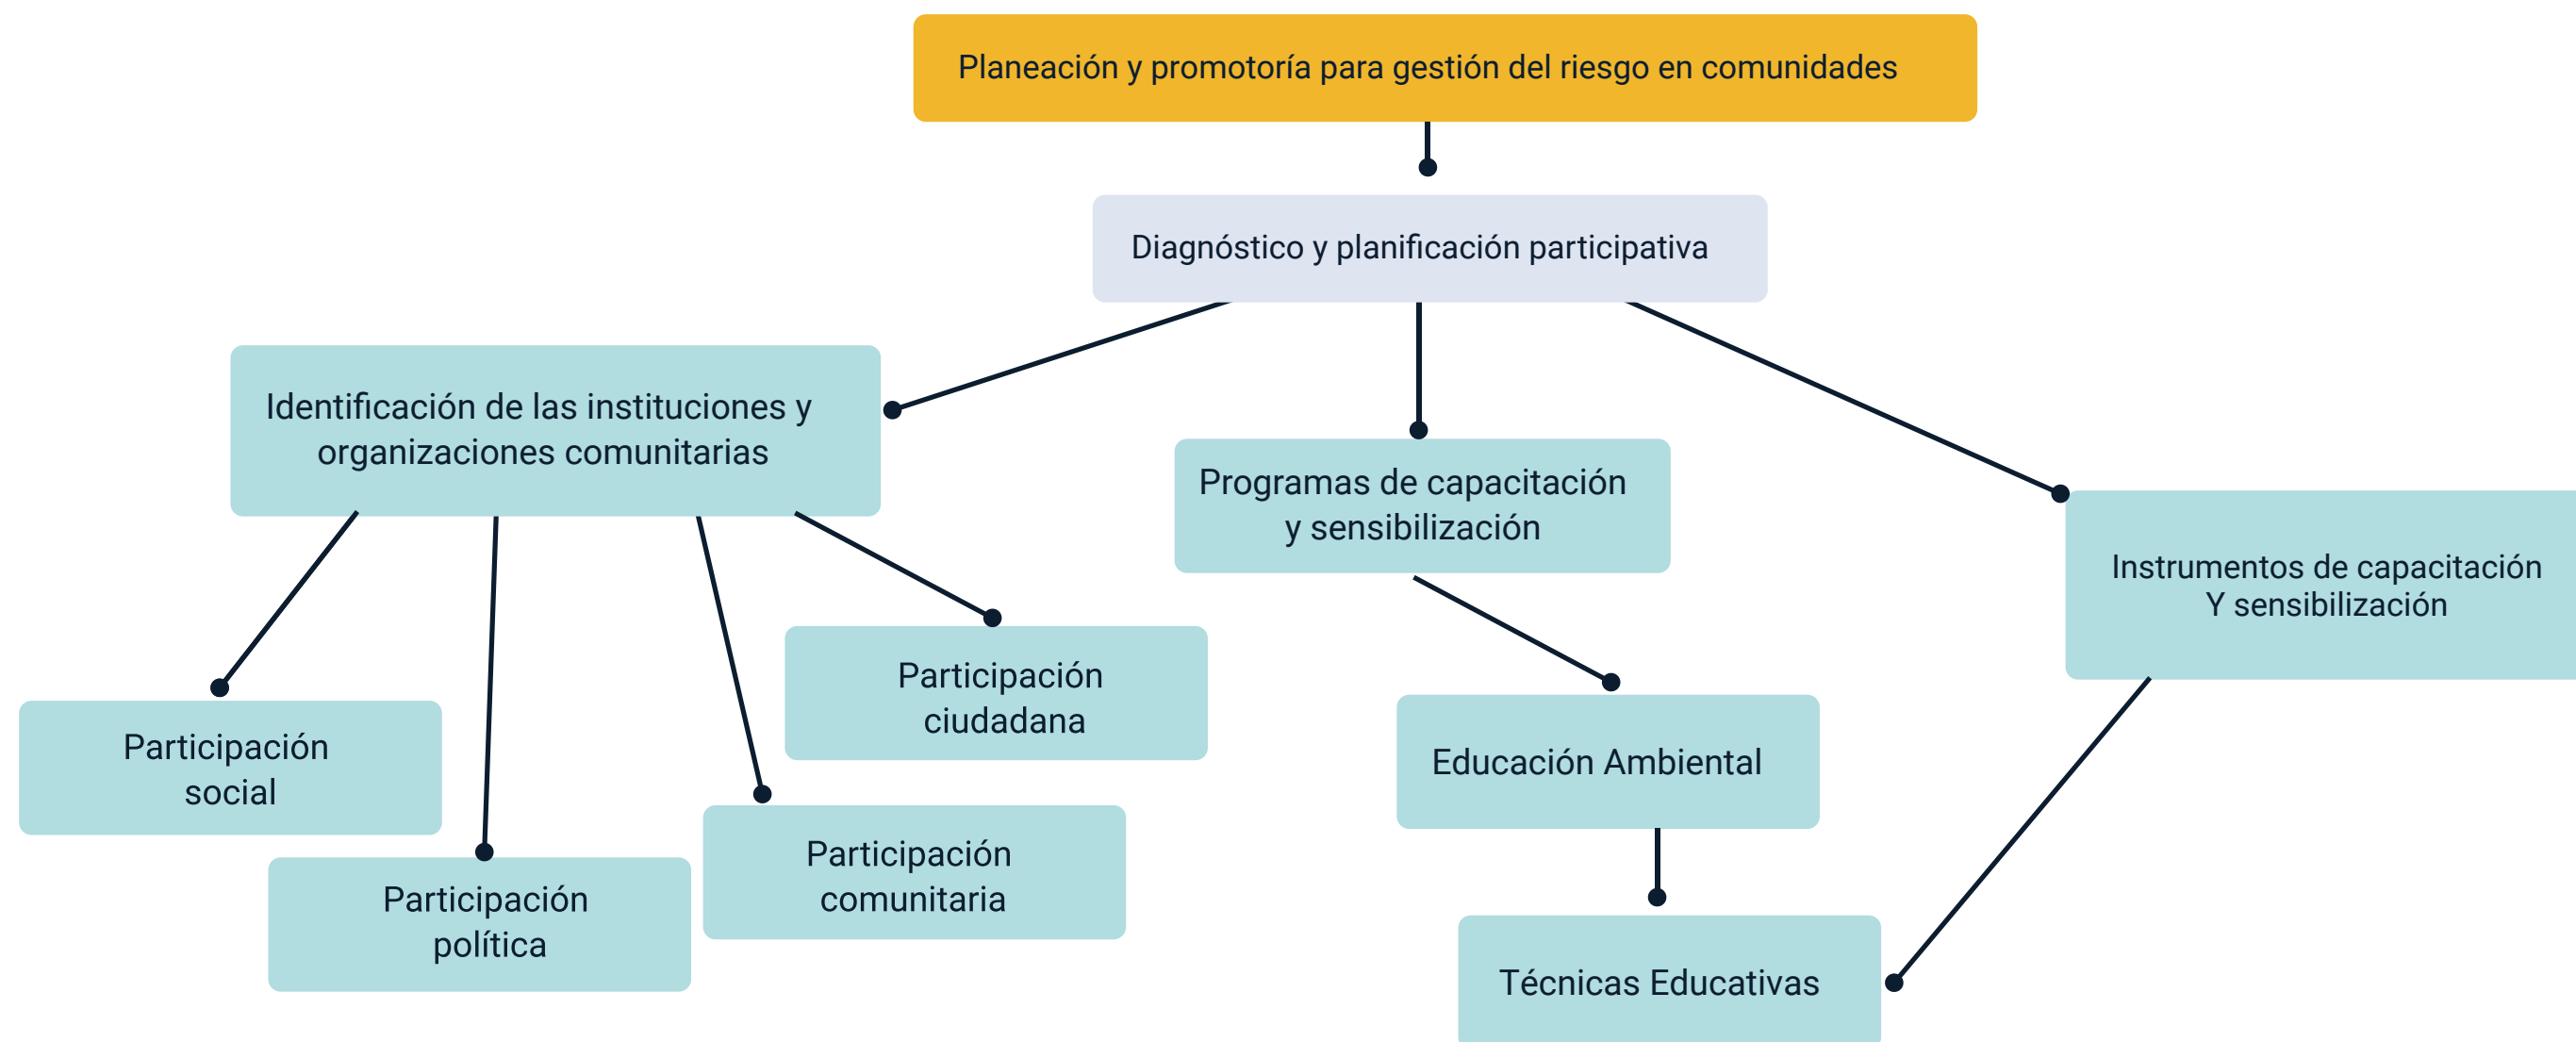 Planeación y promotoría para gestión del riesgo en comunidades
Diagnóstico y planificación participativa
Identificación de las instituciones y
organizaciones comunitarias
Programas de capacitación
y sensibilización
Instrumentos de capacitación
Y sensibilización
Participación
ciudadana
Participación
social
Educación Ambiental
Participación
comunitaria
Participación
política
Técnicas Educativas